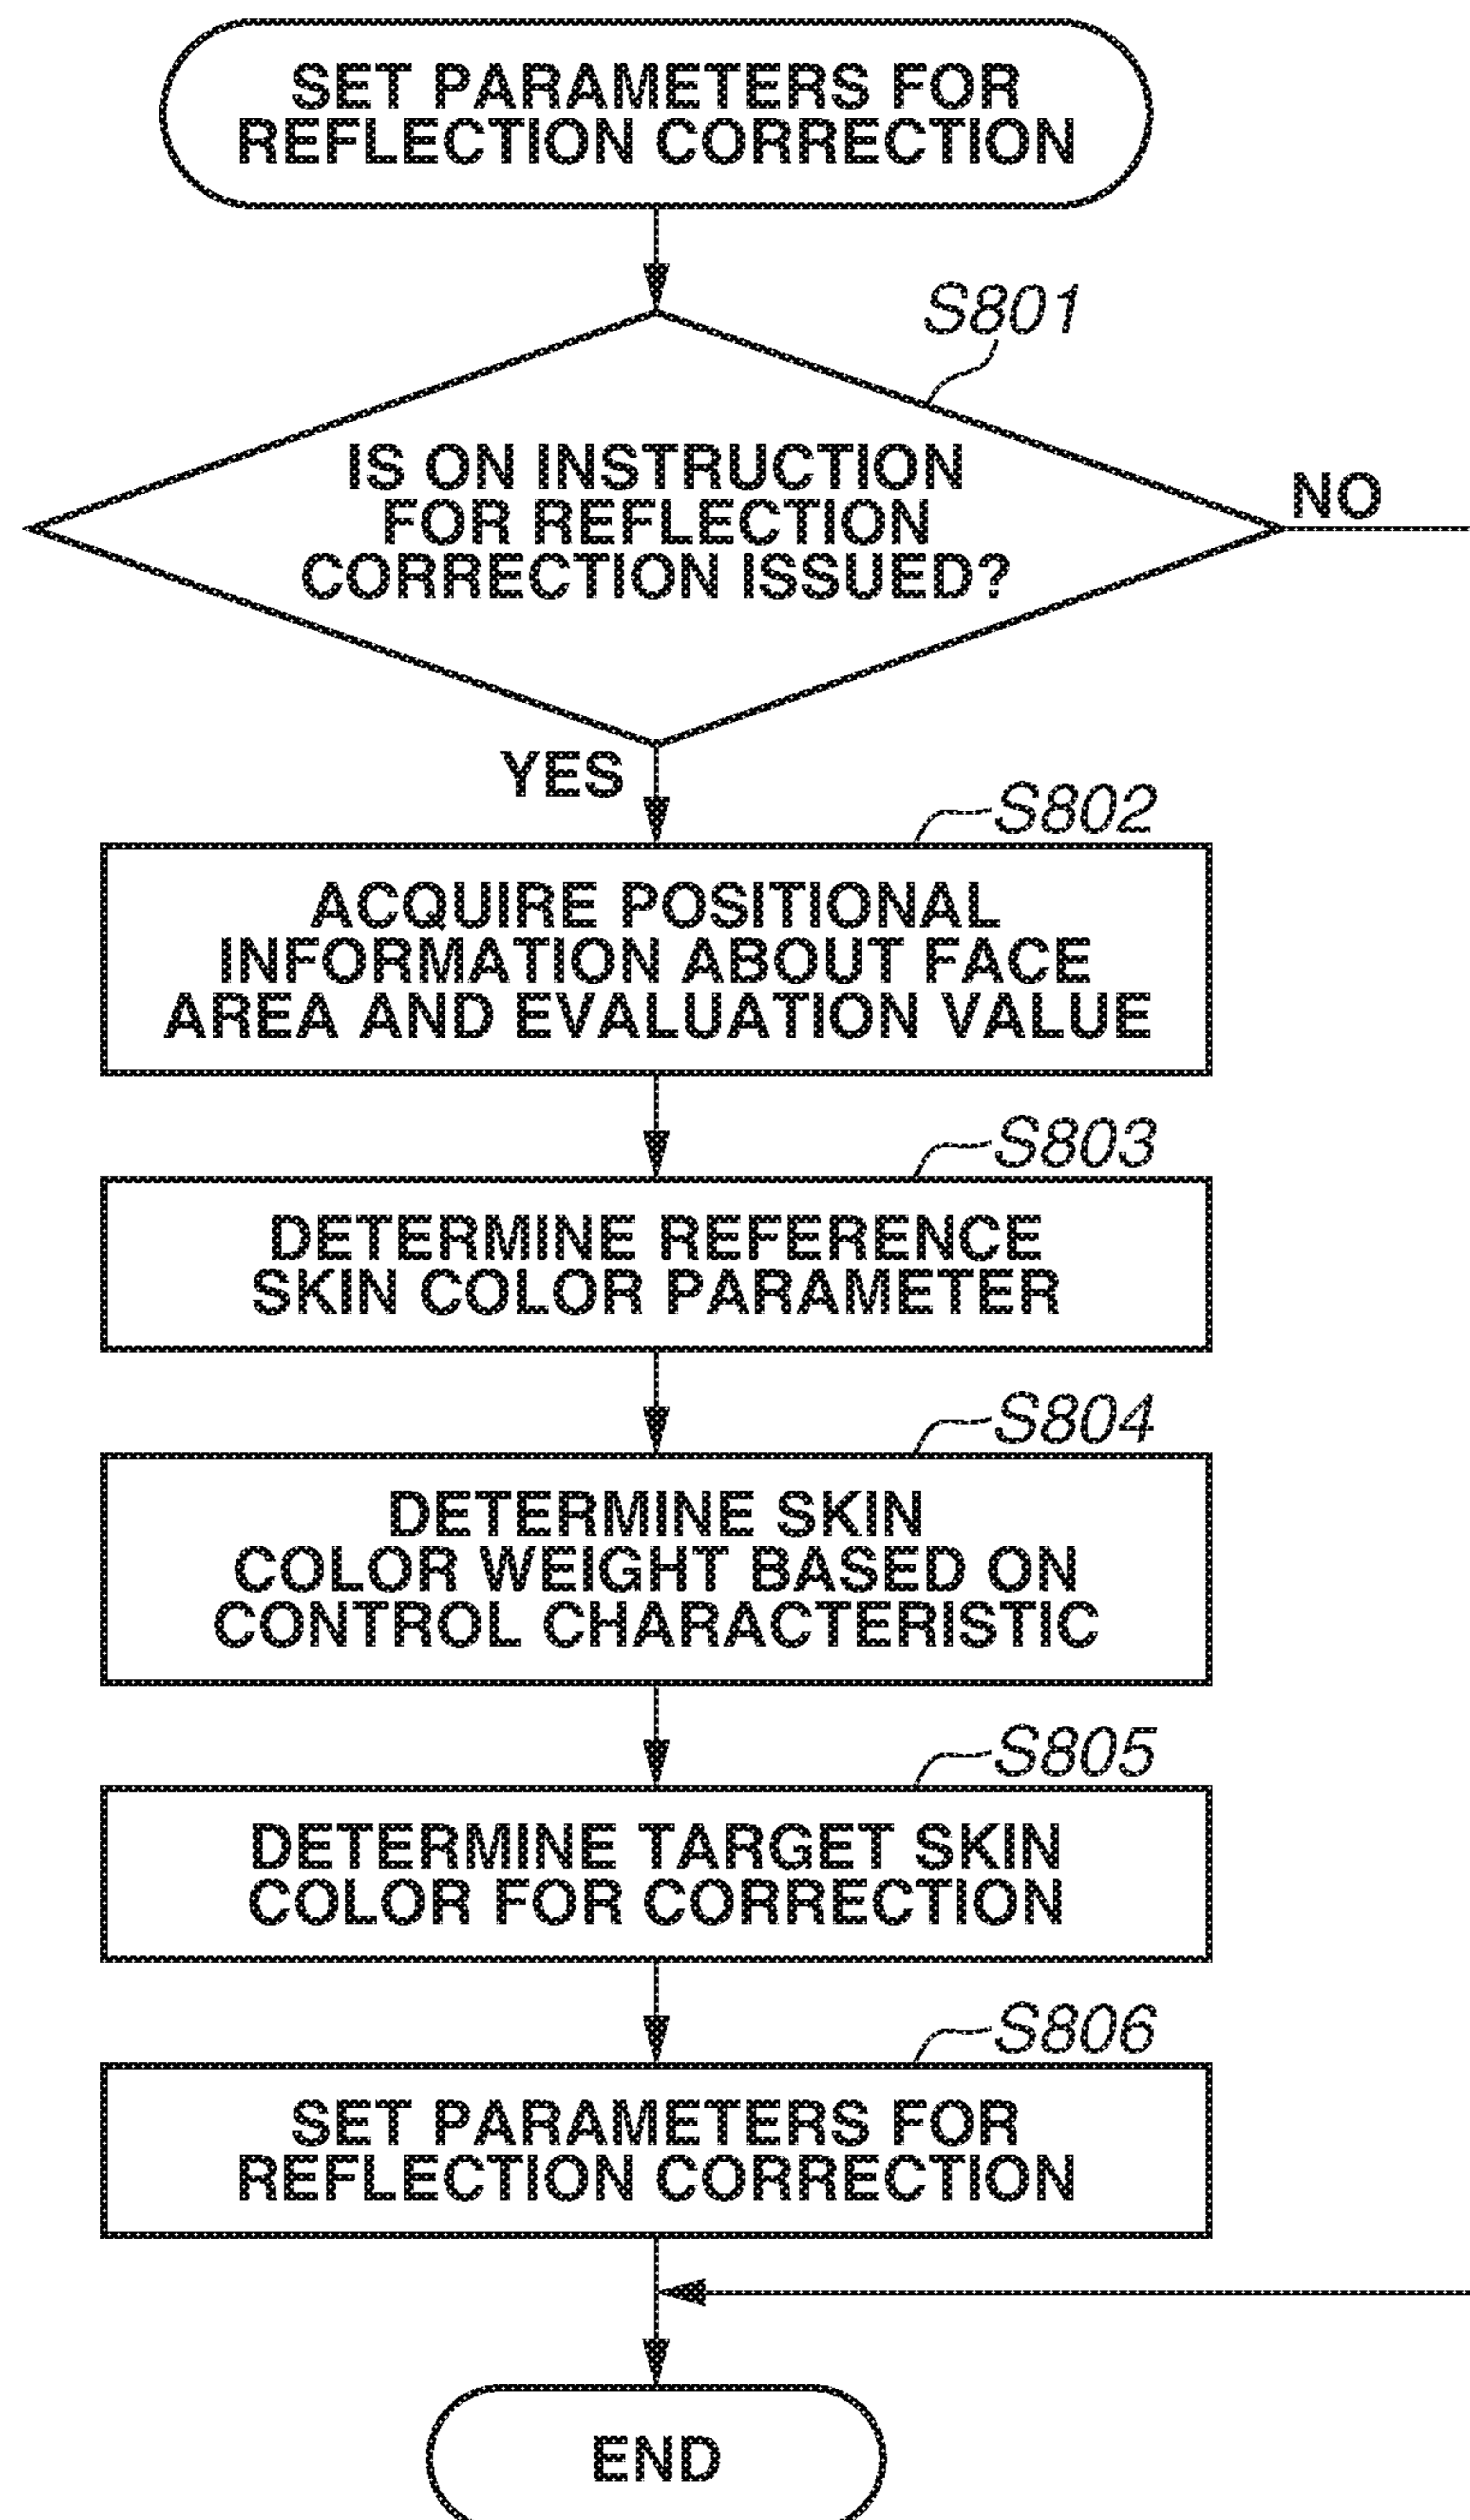 SET PARAMETERS FOR
REFLECTION CORRECTION
S801
IS ON INSTRUCTION
FOR REFLECTION
CORRECTION ISSUED?
NO
YES
S802
ACQUIRE POSITIONAL
INFORMATION ABOUT FACE
AREA AND EVALUATION VALUE
S803
DETERMINE REFERENCE
SKIN COLOR PARAMETER
S804
DETERMINE SKIN
COLOR WEIGHT BASED ON
CONTROL CHARACTERISTIC
S805
DETERMINE TARGET SKIN
COLOR FOR CORRECTION
S806
SET PARAMETERS FOR
REFLECTION CORRECTION
END